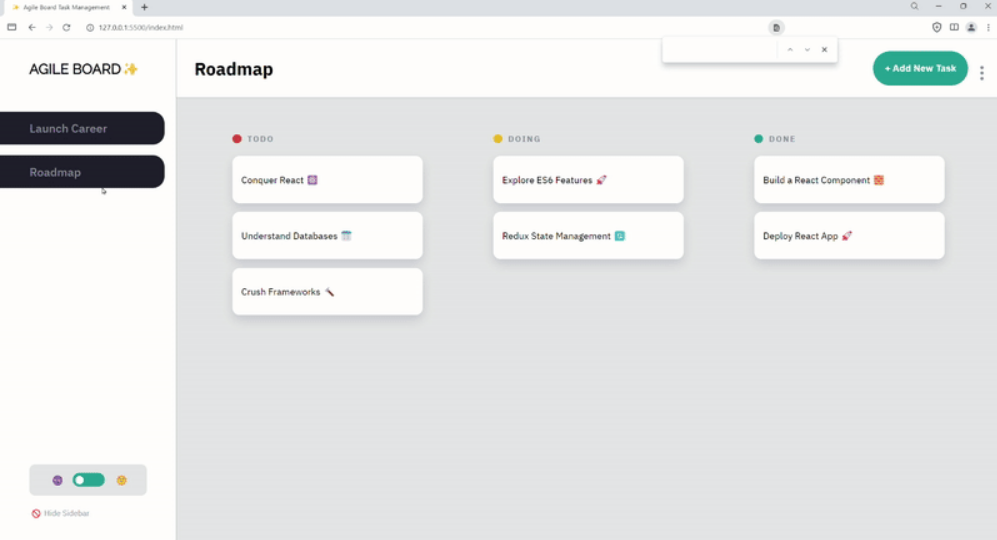 Agile Board Task Management
127.0.0.1:5500/index.html
AGILE BOARD
Roadmap
+ Add New Task
Launch Career
Roadmap
TODO
Conquer React
Understand Databases
Crush Frameworks
DOING
Explore ES6 Features
Redux State Management
DONE
Build a React Component
Deploy React App
Hide Sidebar